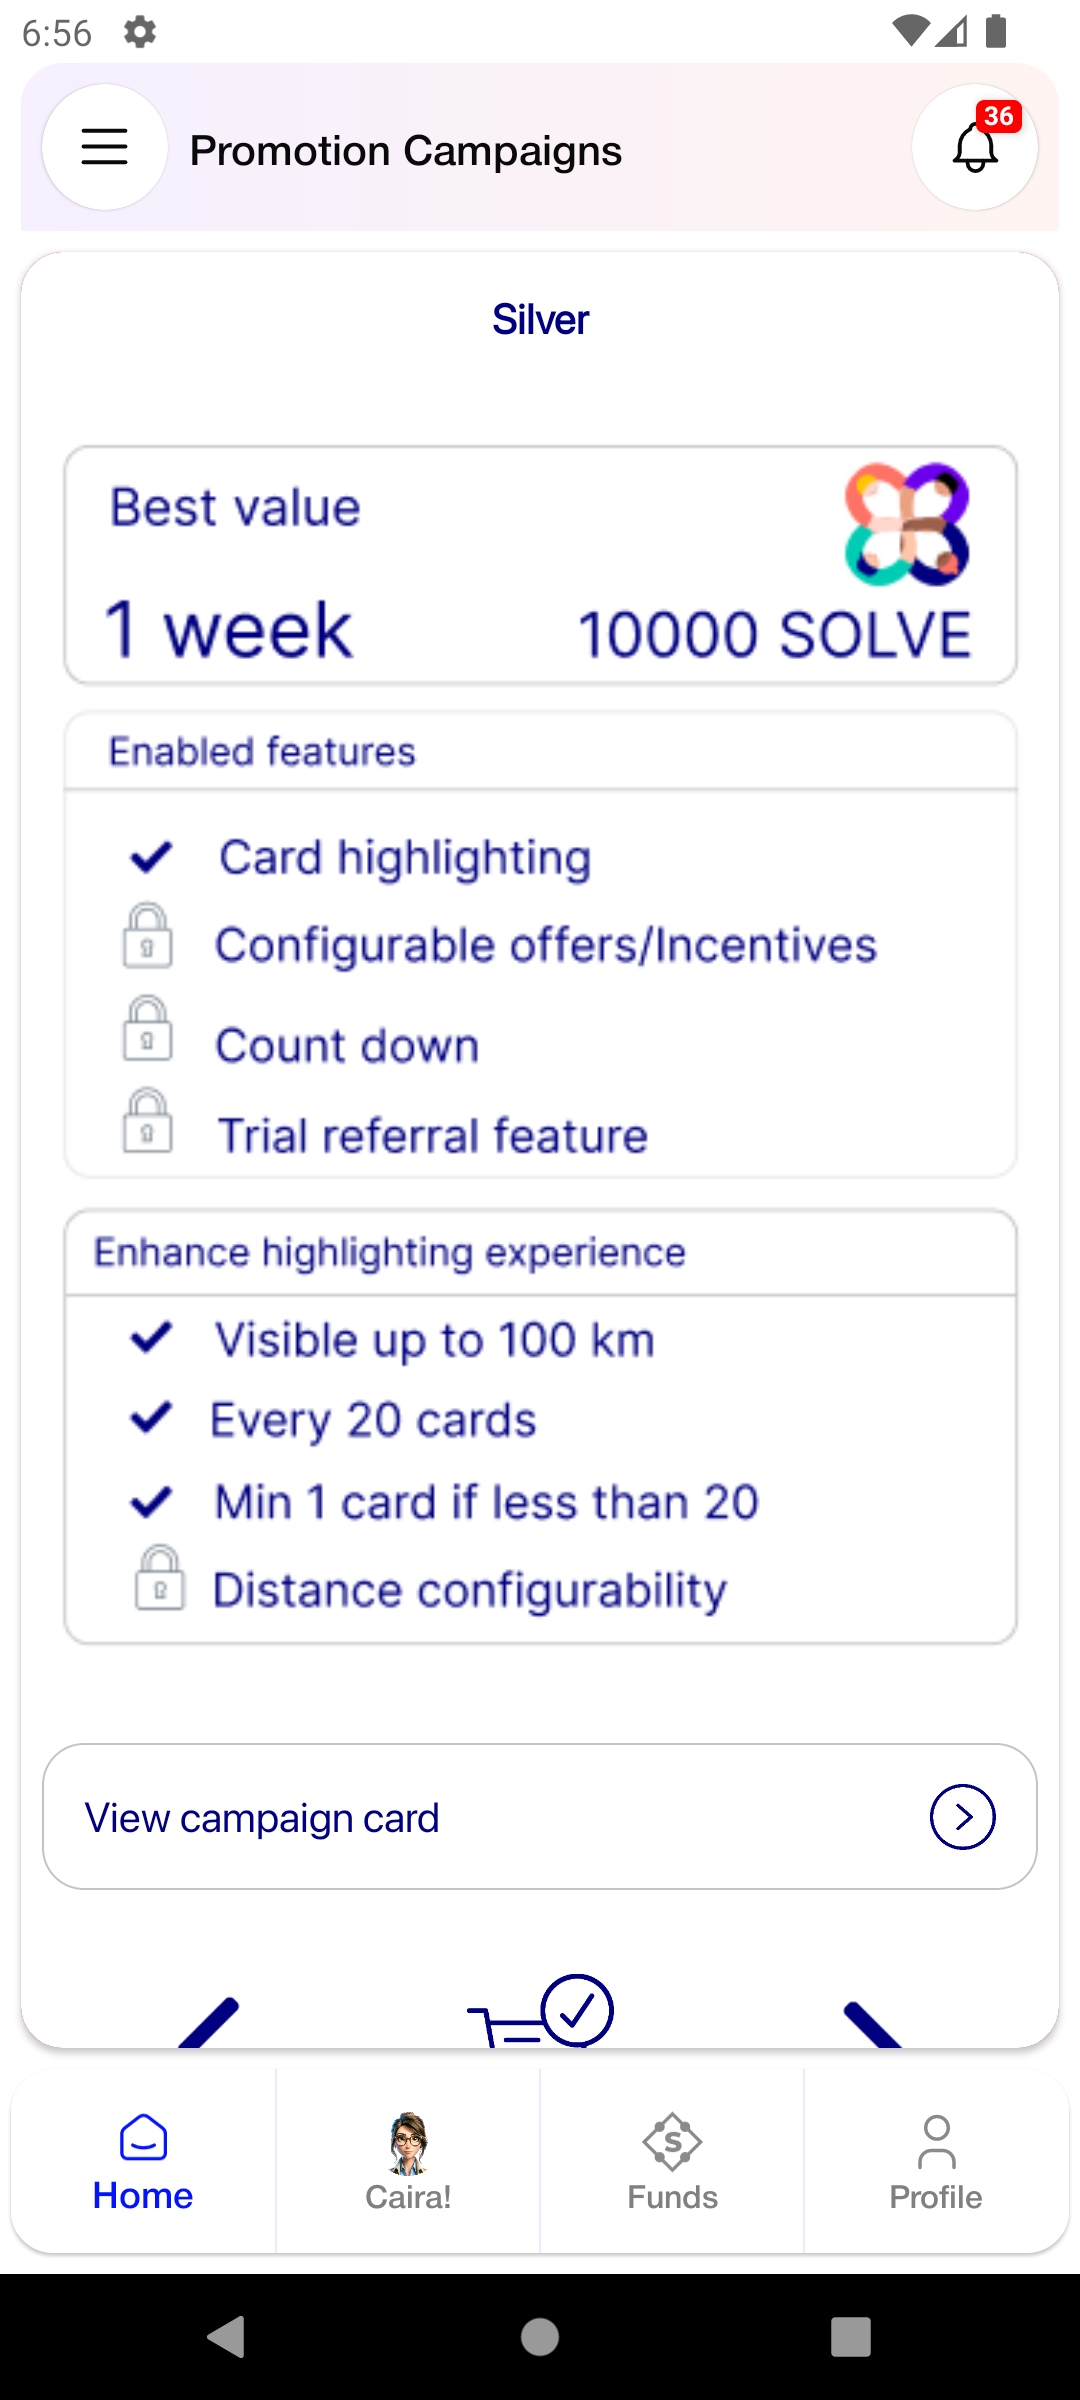 6:56
Promotion Campaigns
36
Silver
Best value
1 week
10000 SOLVE
Enabled features
Card highlighting
Configurable offers/Incentives
Count down
Trial referral feature
Enhance highlighting experience
Visible up to 100 km
Every 20 cards
Min 1 card if less than 20
Distance configurability
View campaign card
Home
Caira!
Funds
Profile